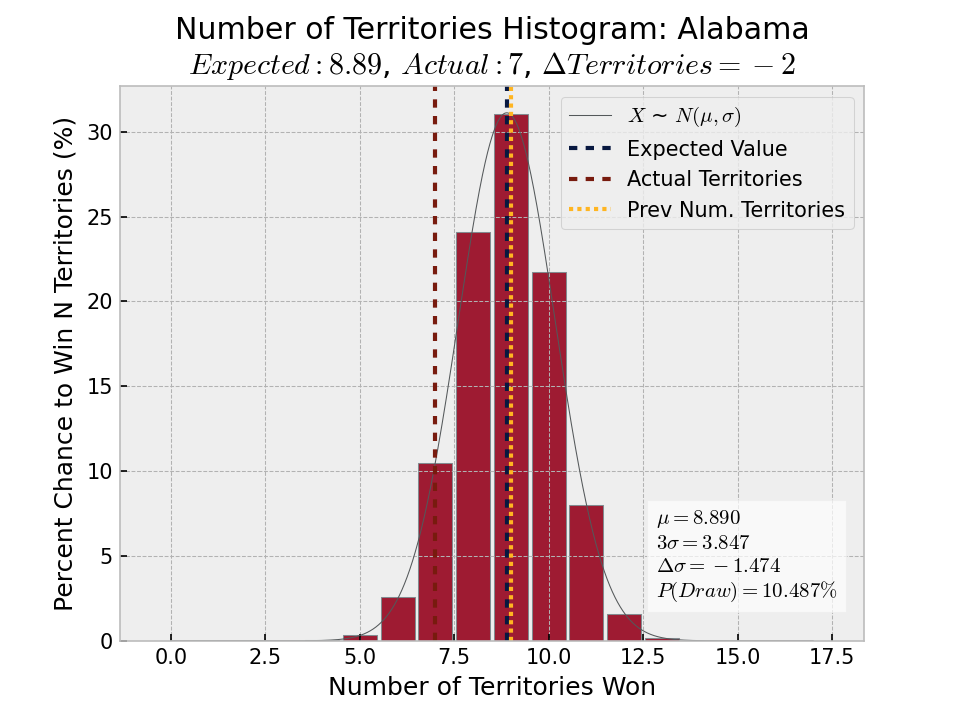 Number of Territories Histogram: Alabama
Expected: 8.89, Actual: 7, ΔTerritories = −2
Percent Chance to Win N Territories (%)
30
25
20
15
10
5
0
X ~ N(μ, σ)
Expected Value
Actual Territories
Prev Num. Territories
μ = 8.890
3σ = 3.847
Δσ = −1.474
P(Draw) = 10.487%
0.0 2.5 5.0 7.5 10.0 12.5 15.0 17.5
Number of Territories Won